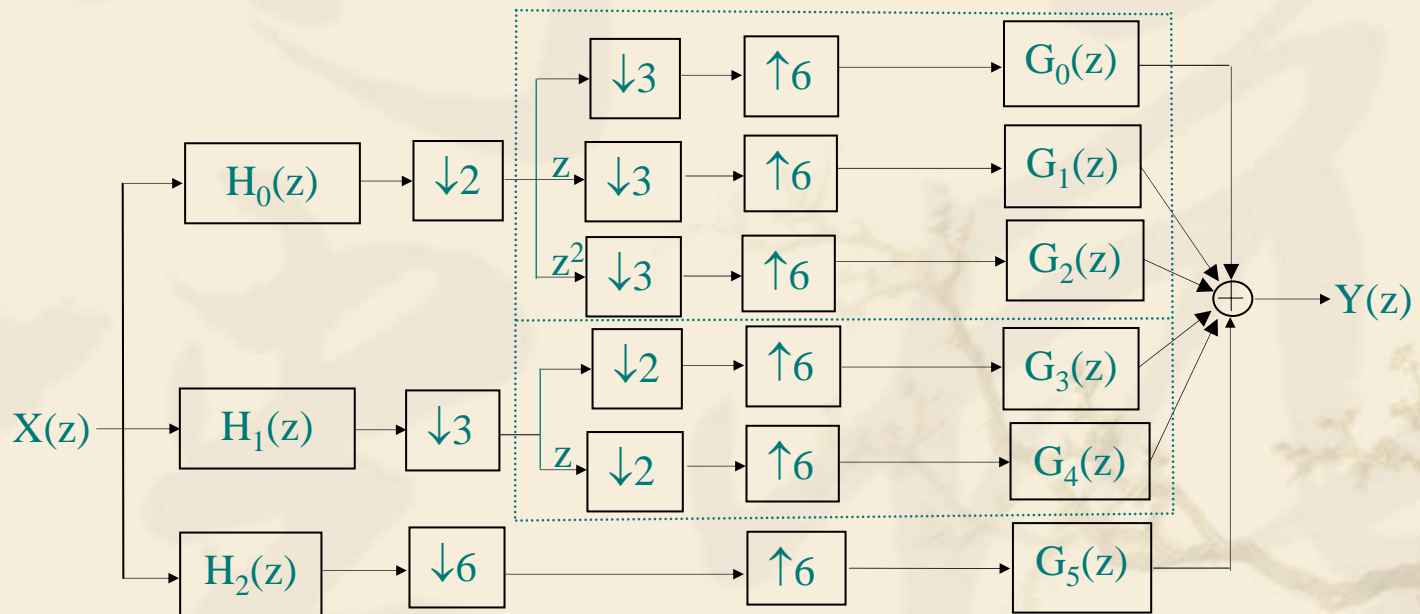 ↓3 ↑6 G₀(z)
H₀(z) ↓2 z ↓3 ↑6 G₁(z)
z² ↓3 ↑6 G₂(z)
Y(z)
↓2 ↑6 G₃(z)
X(z) H₁(z) ↓3
z ↓2 ↑6 G₄(z)
H₂(z) ↓6 ↑6 G₅(z)